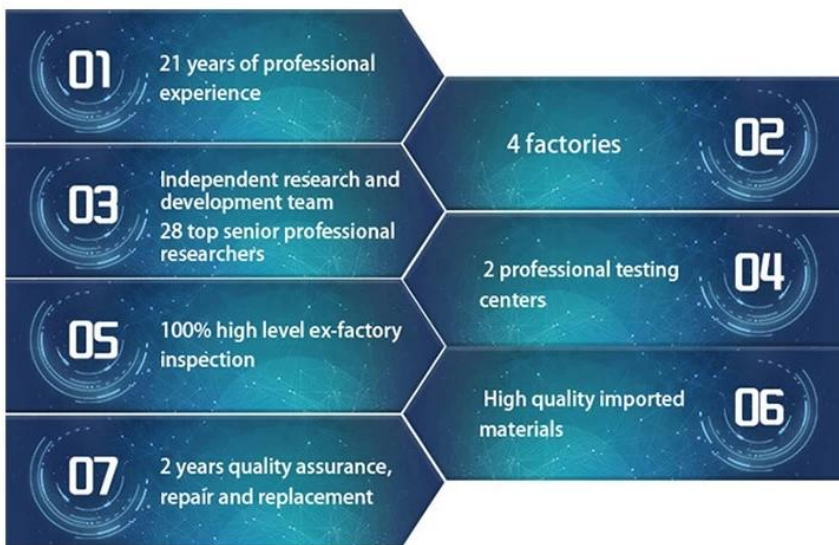 01
21 years of professional
experience
02
4 factories
03
Independent research and
development team
28 top senior professional
researchers
04
2 professional testing
centers
05
100% high level ex-factory
inspection
06
High quality imported
materials
07
2 years quality assurance,
repair and replacement